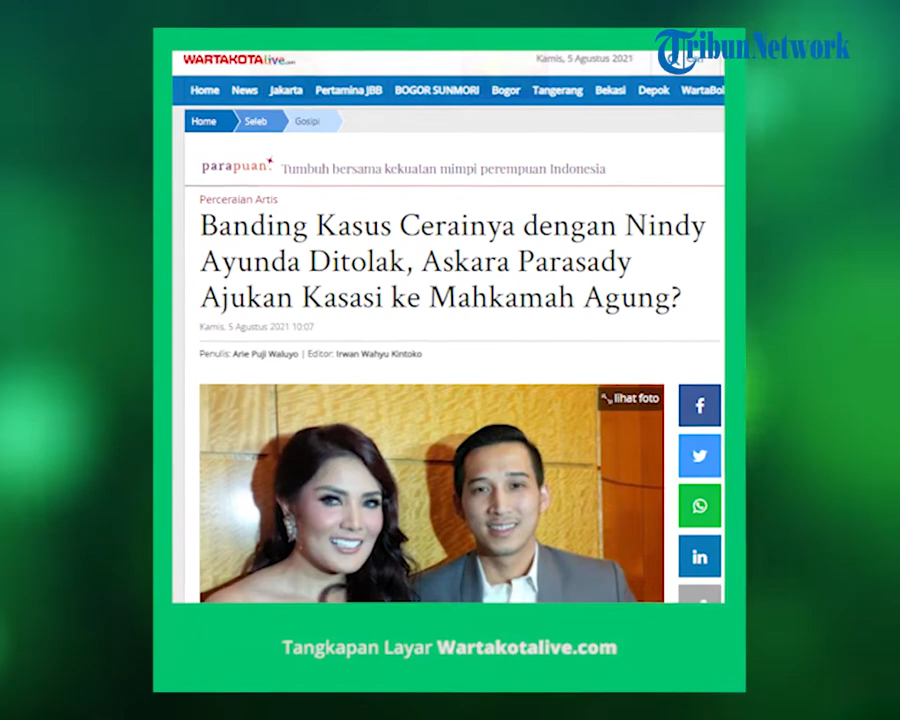 TribunNetwork
WARTAKOTAlive.com
Kamis, 5 Agustus 2021
Home News Jakarta Pertamina JBB BOGOR SUNMORI Bogor Tangerang Bekasi Depok WartaBol
Home Seleb Gosipi
parapuan Tumbuh bersama kekuatan mimpi perempuan Indonesia
Perceraian Artis
Banding Kasus Cerainya dengan Nindy
Ayunda Ditolak, Askara Parasady
Ajukan Kasasi ke Mahkamah Agung?
Kamis, 5 Agustus 2021 10:07
Penulis: Arie Puji Waluyo | Editor: Irwan Wahyu Kintoko
lihat foto
Tangkapan Layar Wartakotalive.com